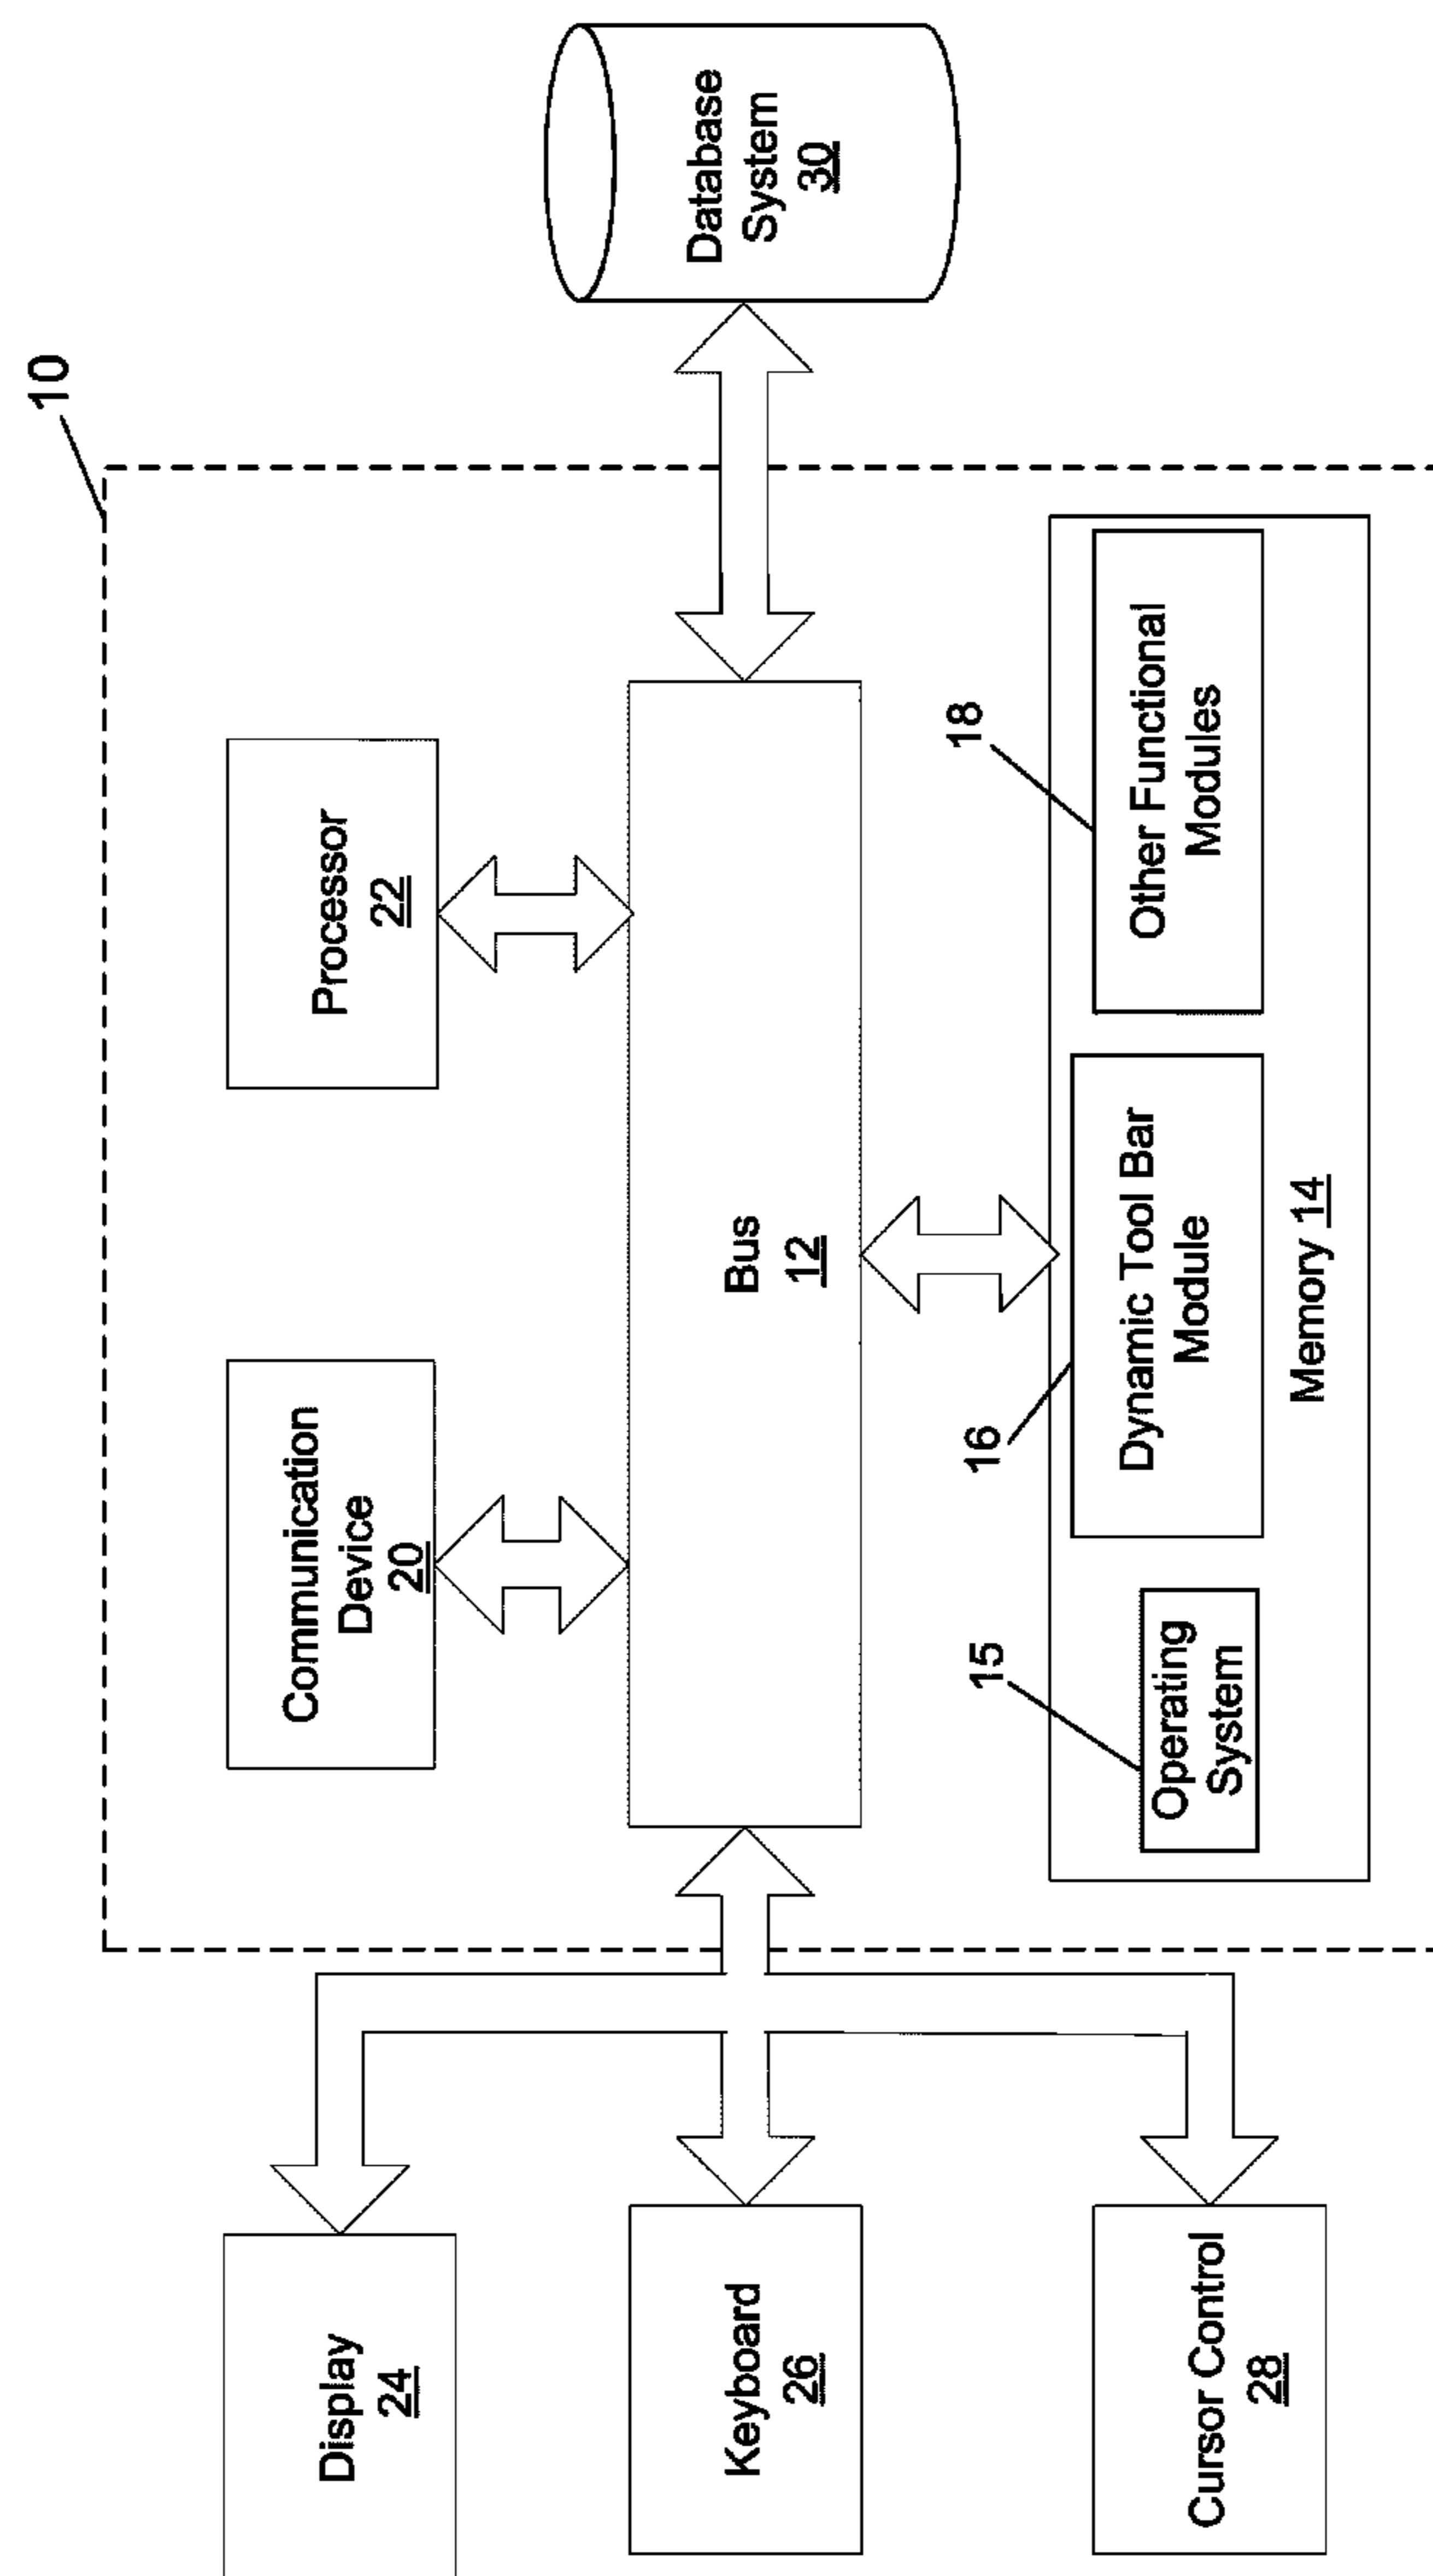 10
Display
24
Communication
Device
20
Processor
22
Keyboard
26
Bus
12
Database
System
30
Cursor Control
28
15
16
18
Operating
System
Dynamic Tool Bar
Module
Other Functional
Modules
Memory 14